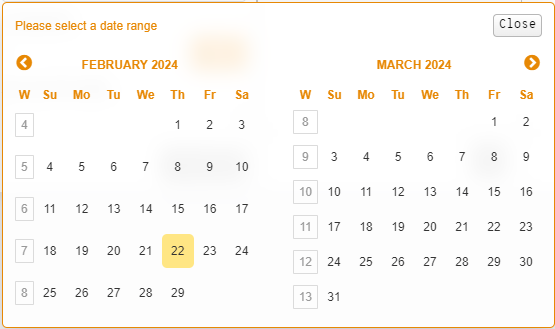 Please select a date range Close
FEBRUARY 2024
W Su Mo Tu We Th Fr Sa
4 1 2 3
5 4 5 6 7 8 9 10
6 11 12 13 14 15 16 17
7 18 19 20 21 22 23 24
8 25 26 27 28 29
MARCH 2024
W Su Mo Tu We Th Fr Sa
8 1 2
9 3 4 5 6 7 8 9
10 10 11 12 13 14 15 16
11 17 18 19 20 21 22 23
12 24 25 26 27 28 29 30
13 31